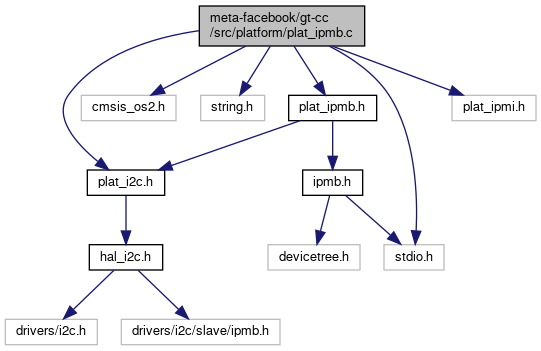 meta-facebook/gt-cc
/src/platform/plat_ipmb.c
cmsis_os2.h
string.h
plat_ipmb.h
plat_ipmi.h
plat_i2c.h
ipmb.h
hal_i2c.h
devicetree.h
stdio.h
drivers/i2c.h
drivers/i2c/slave/ipmb.h